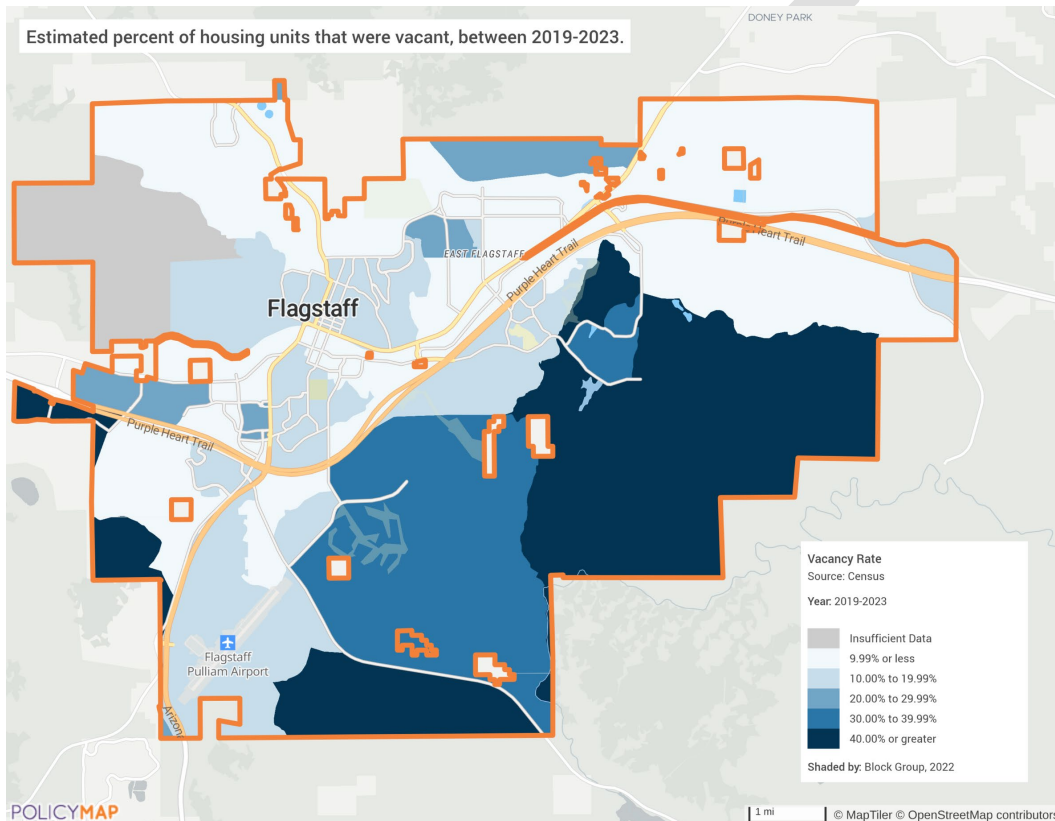 DONEY PARK
Estimated percent of housing units that were vacant, between 2019-2023.
EAST FLAGSTAFF
Purple Heart Trail
Purple Heart Trail
Flagstaff
Purple Heart Trail
Flagstaff
Pulliam Airport
Arizona
Vacancy Rate
Source: Census
Year: 2019-2023
Insufficient Data
9.99% or less
10.00% to 19.99%
20.00% to 29.99%
30.00% to 39.99%
40.00% or greater
Shaded by: Block Group, 2022
POLICYMAP
1 mi
© MapTiler © OpenStreetMap contributors